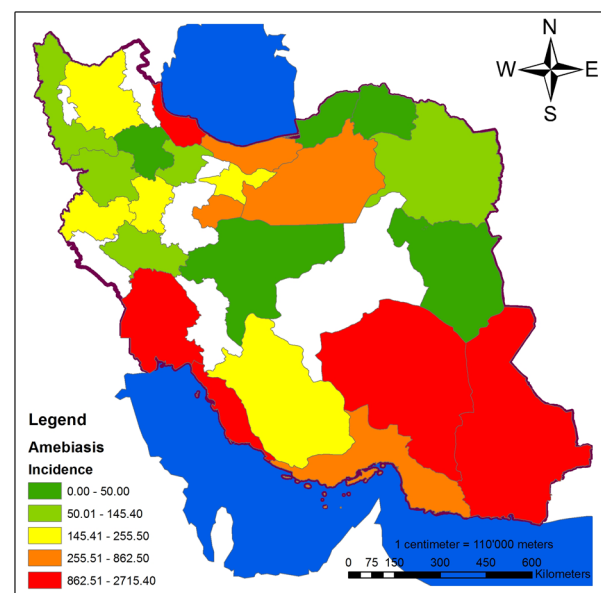 N
W E
S
Legend
Amebiasis
Incidence
0.00 - 50.00
50.01 - 145.40
145.41 - 255.50
255.51 - 862.50
862.51 - 2715.40
1 centimeter = 110'000 meters
0 75 150 300 450 600
Kilometers